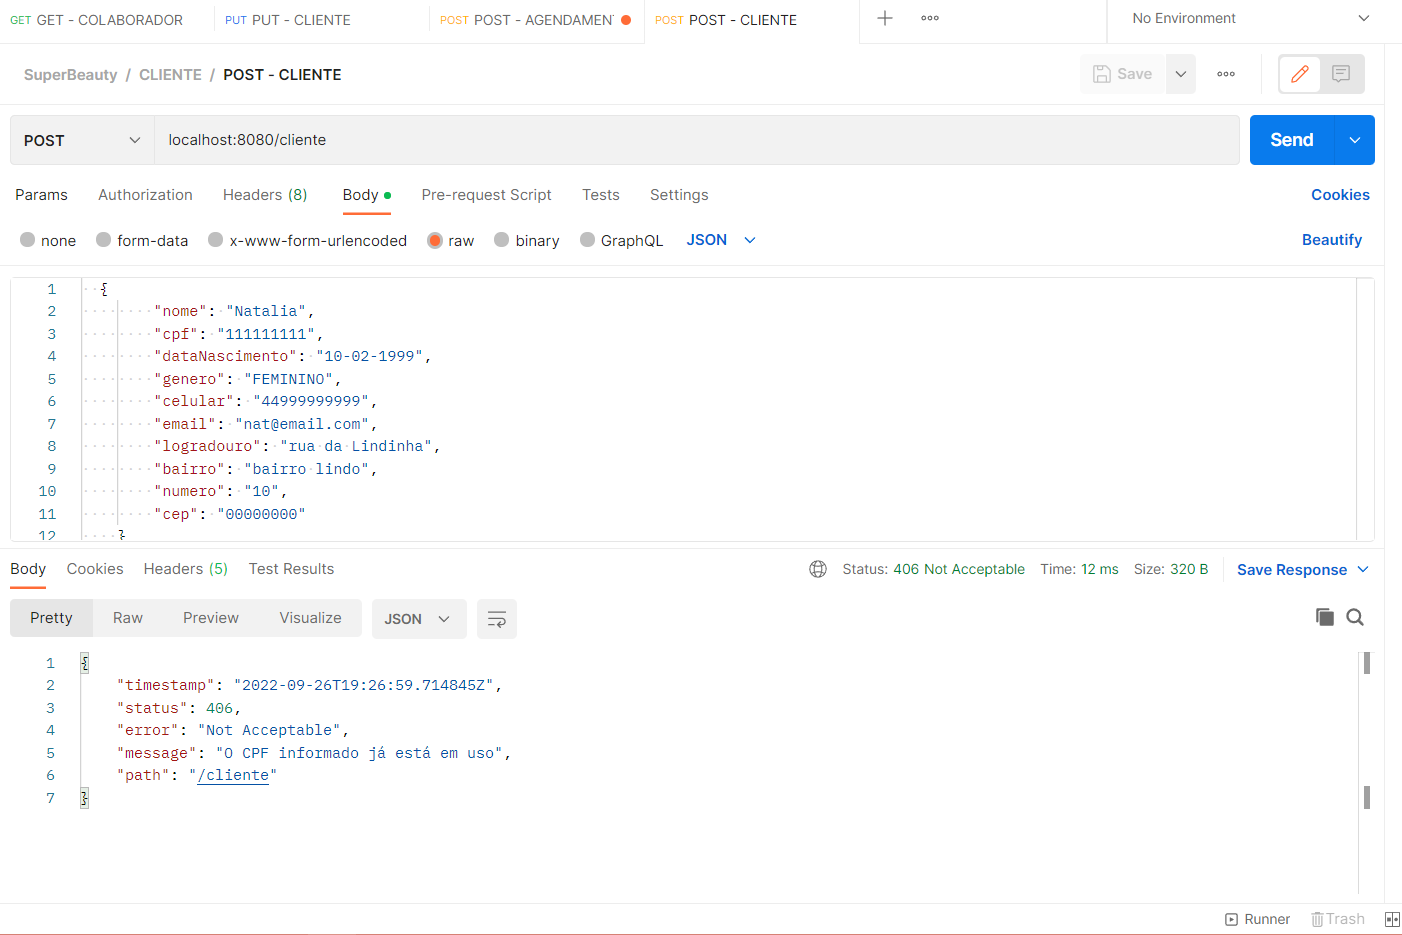 GET GET - COLABORADOR PUT PUT - CLIENTE POST POST - AGENDAMEN POST POST - CLIENTE No Environment
SuperBeauty / CLIENTE / POST - CLIENTE Save
POST localhost:8080/cliente Send
Params Authorization Headers (8) Body Pre-request Script Tests Settings Cookies
none form-data x-www-form-urlencoded raw binary GraphQL JSON Beautify
1 {
2 "nome": "Natalia",
3 "cpf": "111111111",
4 "dataNascimento": "10-02-1999",
5 "genero": "FEMININO",
6 "celular": "44999999999",
7 "email": "nat@email.com",
8 "logradouro": "rua da Lindinha",
9 "bairro": "bairro lindo",
10 "numero": "10",
11 "cep": "00000000"
12 }
Body Cookies Headers (5) Test Results Status: 406 Not Acceptable Time: 12 ms Size: 320 B Save Response
Pretty Raw Preview Visualize JSON
1 {
2 "timestamp": "2022-09-26T19:26:59.714845Z",
3 "status": 406,
4 "error": "Not Acceptable",
5 "message": "O CPF informado já está em uso",
6 "path": "/cliente"
7 }
Runner Trash